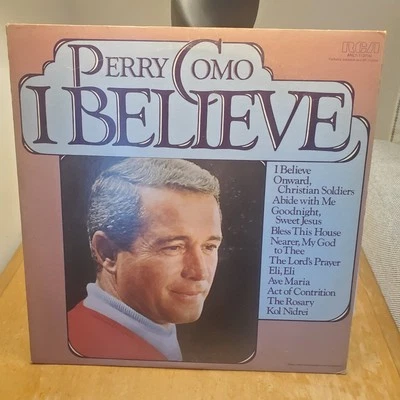 RCA
PERRY COMO
I BELIEVE
I Believe
Onward,
Christian Soldiers
Abide with Me
Goodnight,
Sweet Jesus
Bless This House
Nearer, My God
to Thee
The Lord's Prayer
Eli, Eli
Ave Maria
Act of Contrition
The Rosary
Kol Nidrei